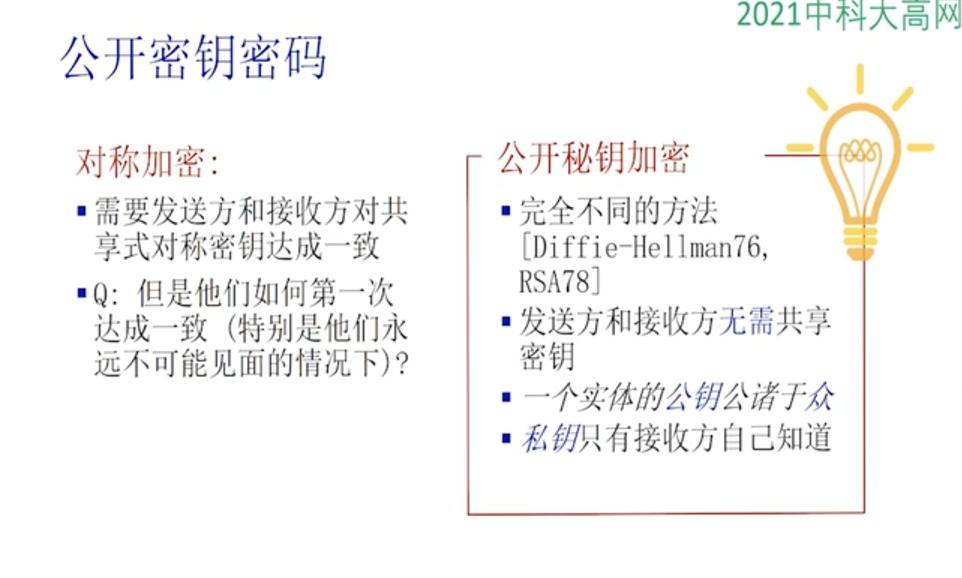 2021中科大高网
公开密钥密码
对称加密:
需要发送方和接收方对共
享式对称密钥达成一致
Q: 但是他们如何第一次
达成一致 (特别是他们永
远不可能见面的情况下)?
公开秘钥加密
完全不同的方法
[Diffie-Hellman76,
RSA78]
发送方和接收方无需共享
密钥
一个实体的公钥公诸于众
私钥只有接收方自己知道